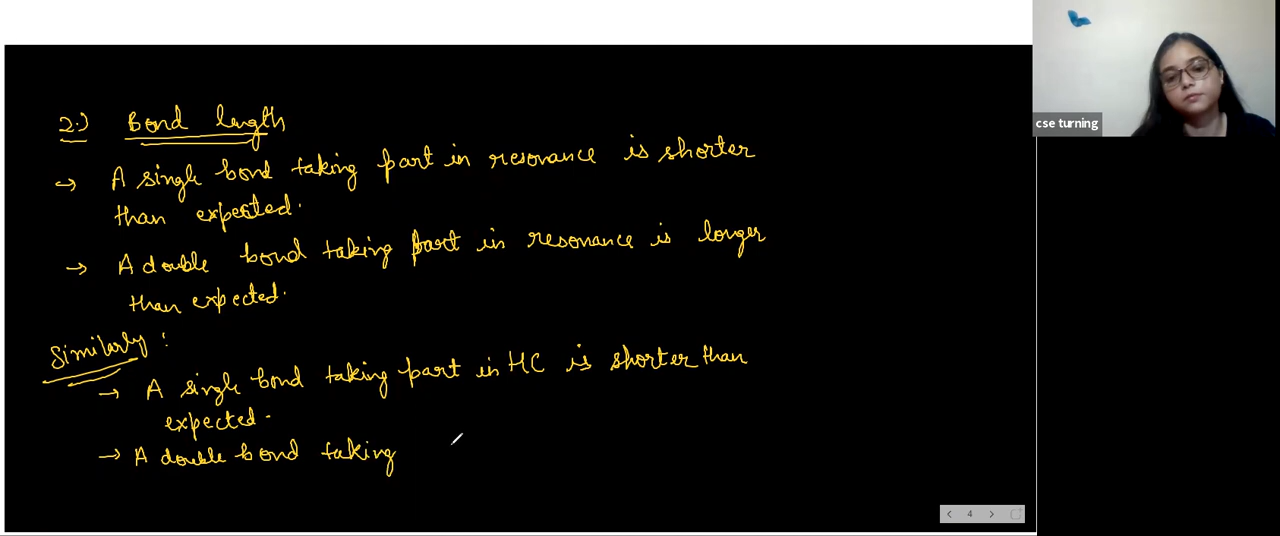 2.) Bond length
→ A single bond taking part in resonance is shorter
than expected.
→ A double bond taking part in resonance is longer
than expected.
Similarly :
→ A single bond taking part in HC is shorter than
expected.
→ A double bond taking
cse turning
4